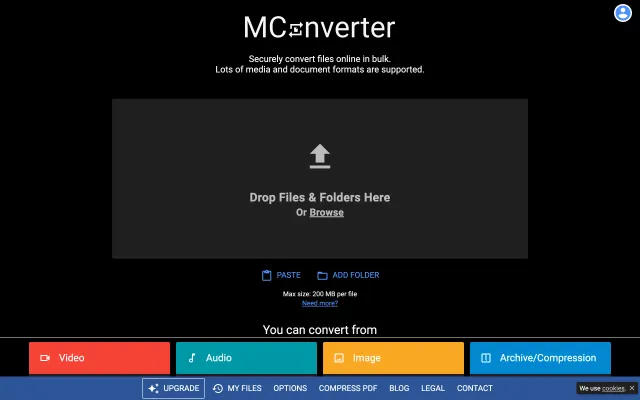 MConverter
Securely convert files online in bulk.
Lots of media and document formats are supported.
Drop Files & Folders Here
Or Browse
PASTE
ADD FOLDER
Max size: 200 MB per file
Need more?
You can convert from
Video
Audio
Image
Archive/Compression
UPGRADE
MY FILES
OPTIONS
COMPRESS PDF
BLOG
LEGAL
CONTACT
We use cookies. ✕